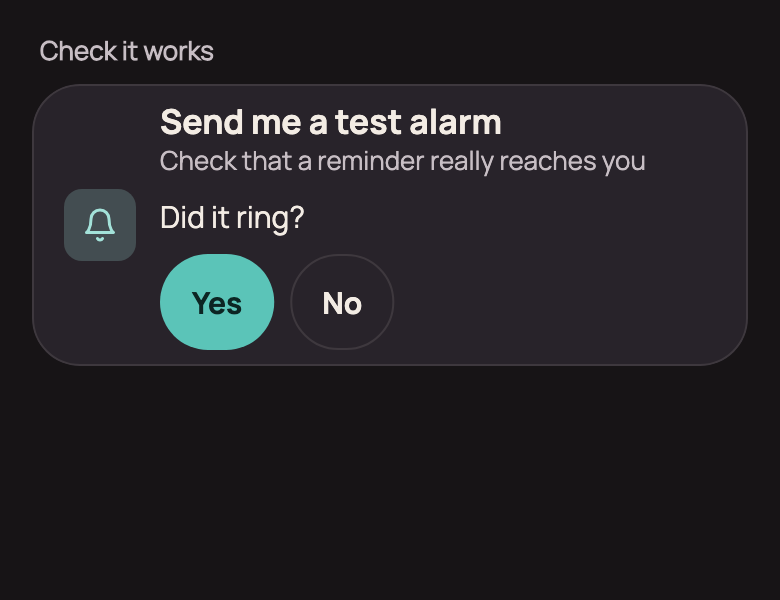 Check it works
Send me a test alarm
Check that a reminder really reaches you
Did it ring?
Yes
No